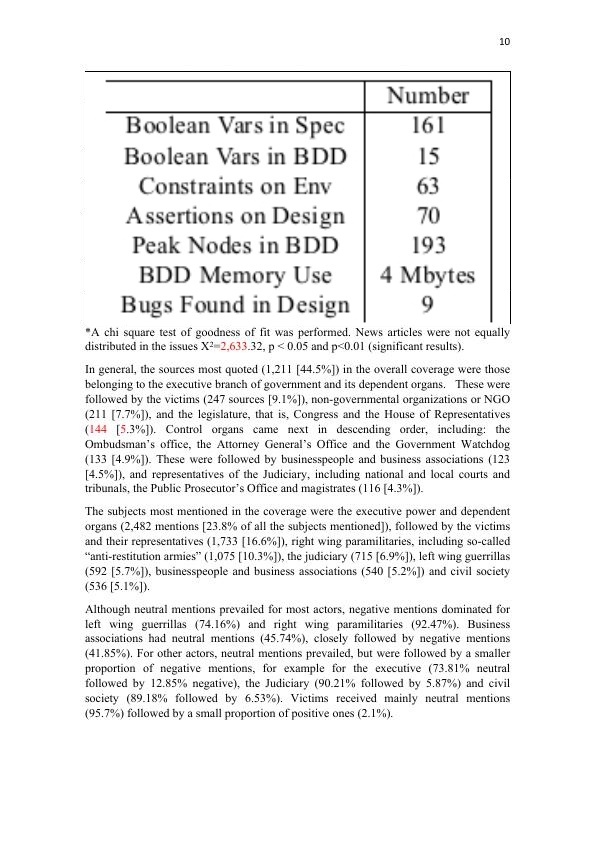 10
Number
Boolean Vars in Spec 161
Boolean Vars in BDD 15
Constraints on Env 63
Assertions on Design 70
Peak Nodes in BDD 193
BDD Memory Use 4 Mbytes
Bugs Found in Design 9
*A chi square test of goodness of fit was performed. News articles were not equally
distributed in the issues X²=2,633.32, p < 0.05 and p<0.01 (significant results).
In general, the sources most quoted (1,211 [44.5%]) in the overall coverage were those
belonging to the executive branch of government and its dependent organs. These were
followed by the victims (247 sources [9.1%]), non-governmental organizations or NGO
(211 [7.7%]), and the legislature, that is, Congress and the House of Representatives
(144 [5.3%]). Control organs came next in descending order, including: the
Ombudsman’s office, the Attorney General’s Office and the Government Watchdog
(133 [4.9%]). These were followed by businesspeople and business associations (123
[4.5%]), and representatives of the Judiciary, including national and local courts and
tribunals, the Public Prosecutor’s Office and magistrates (116 [4.3%]).
The subjects most mentioned in the coverage were the executive power and dependent
organs (2,482 mentions [23.8% of all the subjects mentioned]), followed by the victims
and their representatives (1,733 [16.6%]), right wing paramilitaries, including so-called
“anti-restitution armies” (1,075 [10.3%]), the judiciary (715 [6.9%]), left wing guerrillas
(592 [5.7%]), businesspeople and business associations (540 [5.2%]) and civil society
(536 [5.1%]).
Although neutral mentions prevailed for most actors, negative mentions dominated for
left wing guerrillas (74.16%) and right wing paramilitaries (92.47%). Business
associations had neutral mentions (45.74%), closely followed by negative mentions
(41.85%). For other actors, neutral mentions prevailed, but were followed by a smaller
proportion of negative mentions, for example for the executive (73.81% neutral
followed by 12.85% negative), the Judiciary (90.21% followed by 5.87%) and civil
society (89.18% followed by 6.53%). Victims received mainly neutral mentions
(95.7%) followed by a small proportion of positive ones (2.1%).